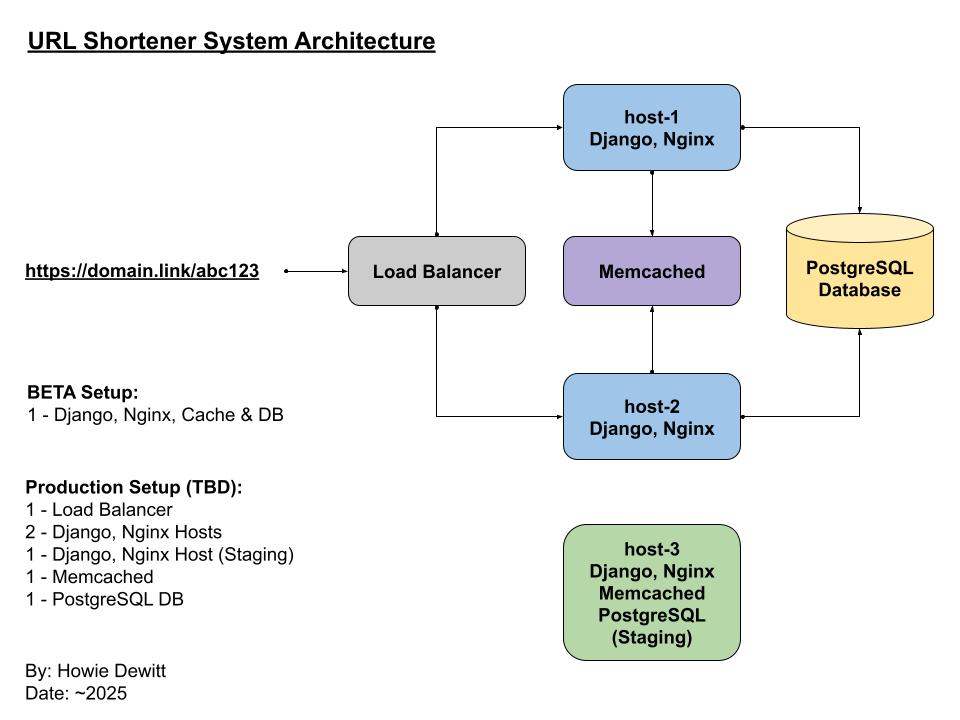 URL Shortener System Architecture
host-1
Django, Nginx
https://domain.link/abc123
Load Balancer
Memcached
PostgreSQL
Database
host-2
Django, Nginx
BETA Setup:
1 - Django, Nginx, Cache & DB
Production Setup (TBD):
1 - Load Balancer
2 - Django, Nginx Hosts
1 - Django, Nginx Host (Staging)
1 - Memcached
1 - PostgreSQL DB
host-3
Django, Nginx
Memcached
PostgreSQL
(Staging)
By: Howie Dewitt
Date: ~2025